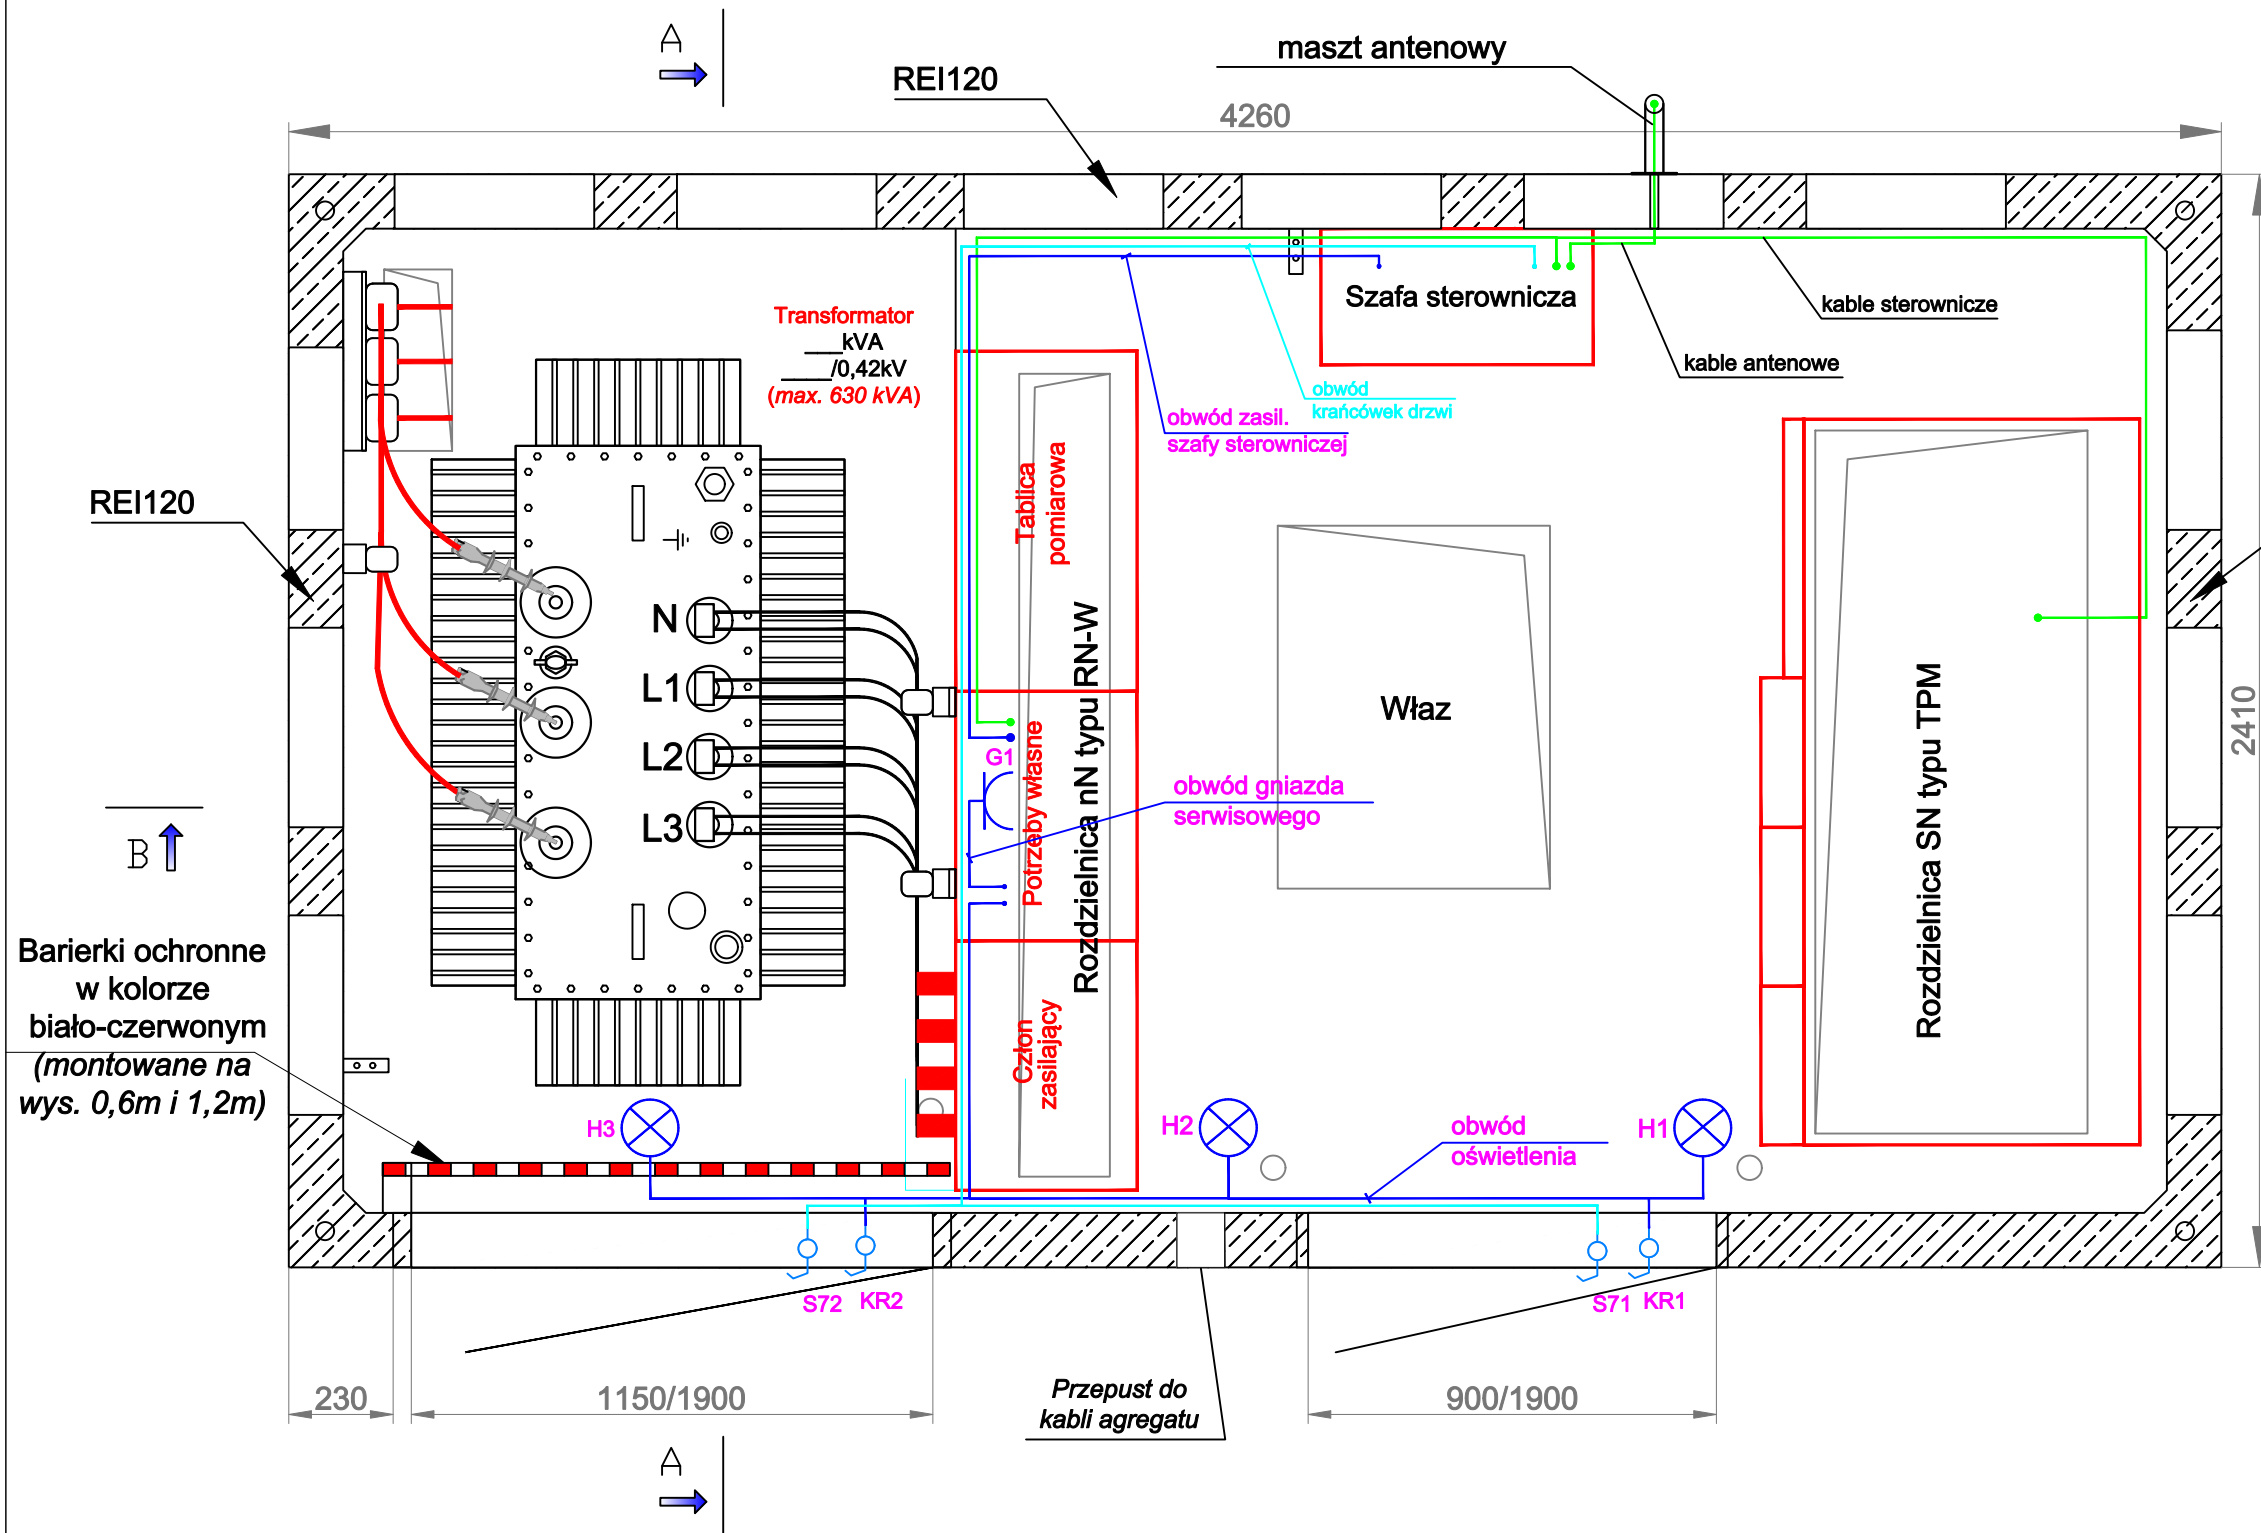 A
maszt antenowy
REI120
4260
Szafa sterownicza
kable sterownicze
kable antenowe
Transformator
___kVA
____/0,42kV
(max. 630 kVA)
obwód
krańcówek drzwi
obwód zasil.
szafy sterowniczej
Tablica
pomiarowa
REI120
N
L1
L2
L3
Właz
Rozdzielnica nN typu RN-W
Rozdzielnica SN typu TPM
2410
G1
Potrzeby własne
obwód gniazda
serwisowego
B
Barierki ochronne
w kolorze
biało-czerwonym
(montowane na
wys. 0,6m i 1,2m)
Człon
zasilający
H3
H2
H1
obwód
oświetlenia
S72
KR2
S71
KR1
230
1150/1900
Przepust do
kabli agregatu
900/1900
A